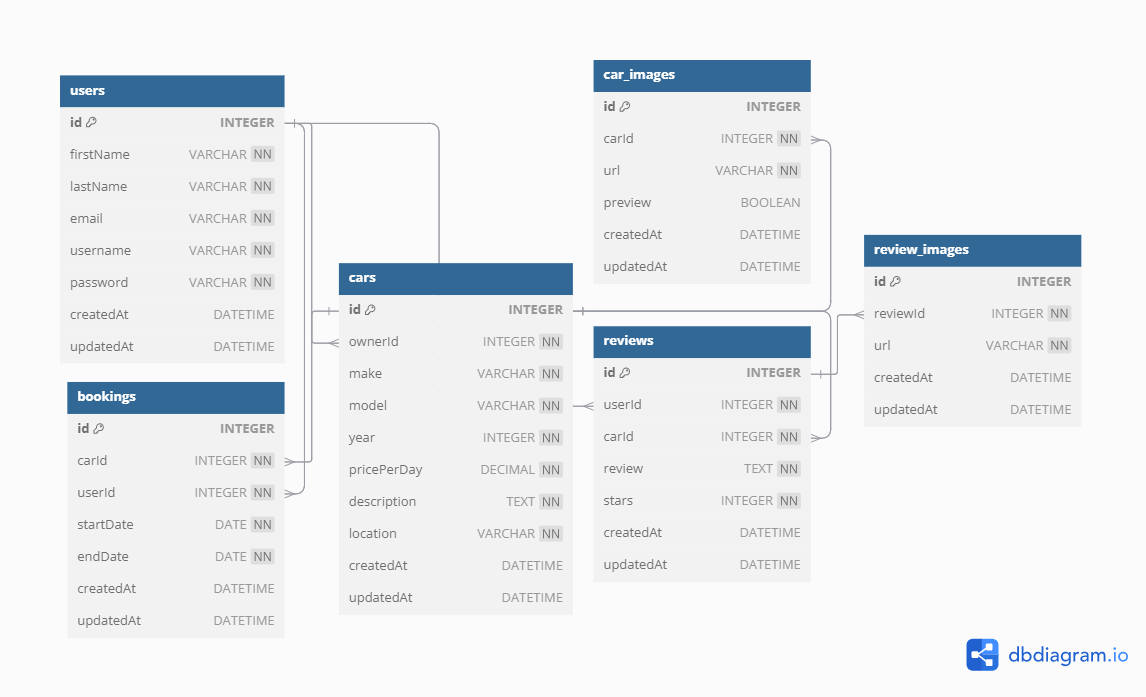 users
id INTEGER
firstName VARCHAR NN
lastName VARCHAR NN
email VARCHAR NN
username VARCHAR NN
password VARCHAR NN
createdAt DATETIME
updatedAt DATETIME
bookings
id INTEGER
carId INTEGER NN
userId INTEGER NN
startDate DATE NN
endDate DATE NN
createdAt DATETIME
updatedAt DATETIME
cars
id INTEGER
ownerId INTEGER NN
make VARCHAR NN
model VARCHAR NN
year INTEGER NN
pricePerDay DECIMAL NN
description TEXT NN
location VARCHAR NN
createdAt DATETIME
updatedAt DATETIME
car_images
id INTEGER
carId INTEGER NN
url VARCHAR NN
preview BOOLEAN
createdAt DATETIME
updatedAt DATETIME
reviews
id INTEGER
userId INTEGER NN
carId INTEGER NN
review TEXT NN
stars INTEGER NN
createdAt DATETIME
updatedAt DATETIME
review_images
id INTEGER
reviewId INTEGER NN
url VARCHAR NN
createdAt DATETIME
updatedAt DATETIME
dbdiagram.io